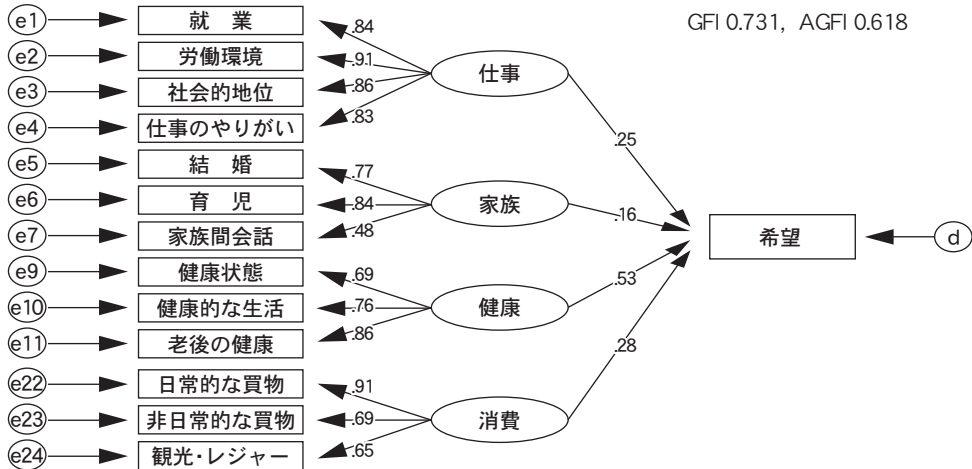 GFI 0.731, AGFI 0.618
e1 就 業
e2 労働環境
e3 社会的地位
e4 仕事のやりがい
.84
.91
.86
.83
仕事
.25
e5 結 婚
e6 育 児
e7 家族間会話
.77
.84
.48
家族
.16
e9 健康状態
e10 健康的な生活
e11 老後の健康
.69
.76
.86
健康
.53
e22 日常的な買物
e23 非日常的な買物
e24 観光・レジャー
.91
.69
.65
消費
.28
希望
d